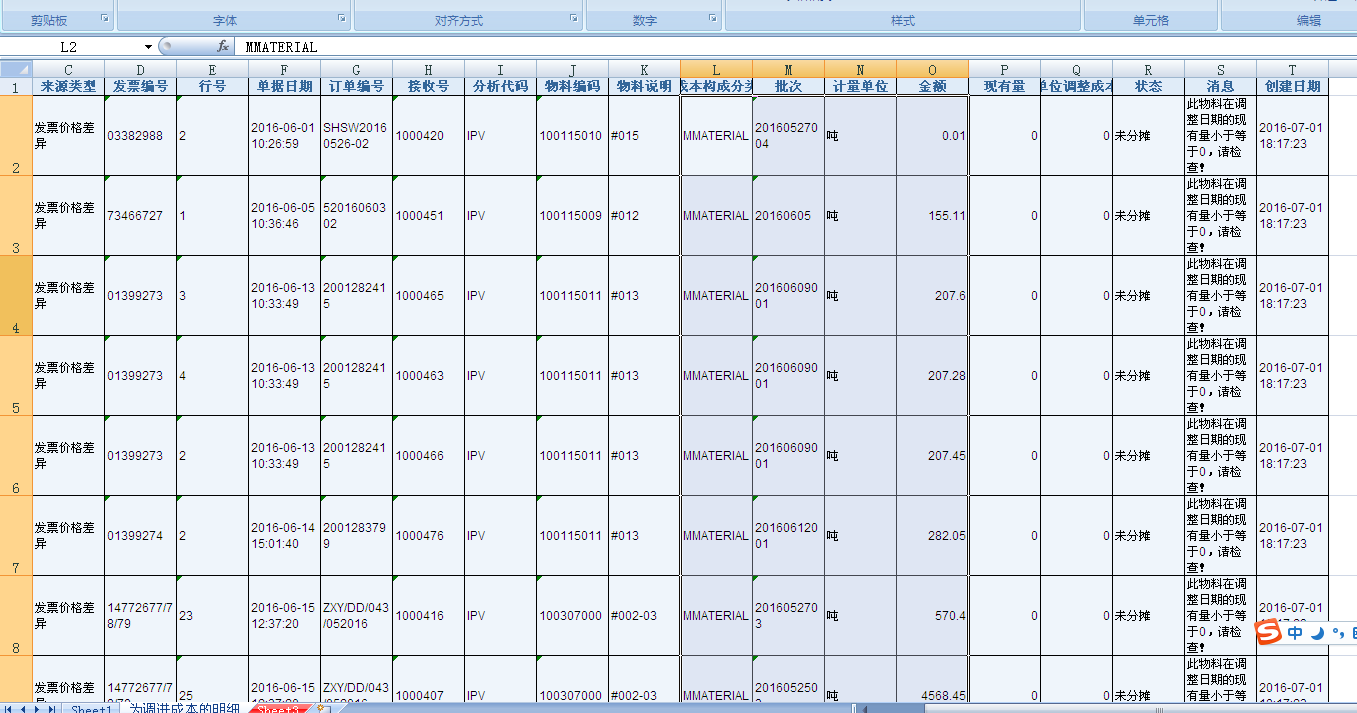 剪贴板 字体 对齐方式 数字 样式 单元格 编辑
L2 fx MMATERIAL
C D E F G H I J K L M N O P Q R S T
1 来源类型 发票编号 行号 单据日期 订单编号 接收号 分析代码 物料编码 物料说明 成本构成分类 批次 计量单位 金额 现有量 单位调整成本 状态 消息 创建日期
2 发票价格差异 03382988 2 2016-06-01 10:26:59 SHSW20160526-02 1000420 IPV 100115010 #015 MMATERIAL 20160527004 吨 0.01 0 0 未分摊 此物料在调整日期的现有量小于等于0，请检查! 2016-07-01 18:17:23
3 发票价格差异 73466727 1 2016-06-05 10:36:46 52016060302 1000451 IPV 100115009 #012 MMATERIAL 20160605 吨 155.11 0 0 未分摊 此物料在调整日期的现有量小于等于0，请检查! 2016-07-01 18:17:23
4 发票价格差异 01399273 3 2016-06-13 10:33:49 2001282415 1000465 IPV 100115011 #013 MMATERIAL 20160609001 吨 207.6 0 0 未分摊 此物料在调整日期的现有量小于等于0，请检查! 2016-07-01 18:17:23
5 发票价格差异 01399273 4 2016-06-13 10:33:49 2001282415 1000463 IPV 100115011 #013 MMATERIAL 20160609001 吨 207.28 0 0 未分摊 此物料在调整日期的现有量小于等于0，请检查! 2016-07-01 18:17:23
6 发票价格差异 01399273 2 2016-06-13 10:33:49 2001282415 1000466 IPV 100115011 #013 MMATERIAL 20160609001 吨 207.45 0 0 未分摊 此物料在调整日期的现有量小于等于0，请检查! 2016-07-01 18:17:23
7 发票价格差异 01399274 2 2016-06-14 15:01:40 2001283799 1000476 IPV 100115011 #013 MMATERIAL 20160612001 吨 282.05 0 0 未分摊 此物料在调整日期的现有量小于等于0，请检查! 2016-07-01 18:17:23
8 发票价格差异 14772677/78/79 23 2016-06-15 12:37:20 ZXY/DD/043/052016 1000416 IPV 100307000 #002-03 MMATERIAL 2016052703 吨 570.4 0 0 未分摊 此物料在调整日期的现有量小于等于0，请检查! 2016-07-01
发票价格差异 14772677/7 25 2016-06-15 ZXY/DD/043 1000407 IPV 100307000 #002-03 MMATERIAL 201605250 吨 4568.45 0 0 未分摊 此物料在调整日期的现有量小于等 2016-07-01 18:17:23
中
Sheet1 为调进成本的明细 Sheet3